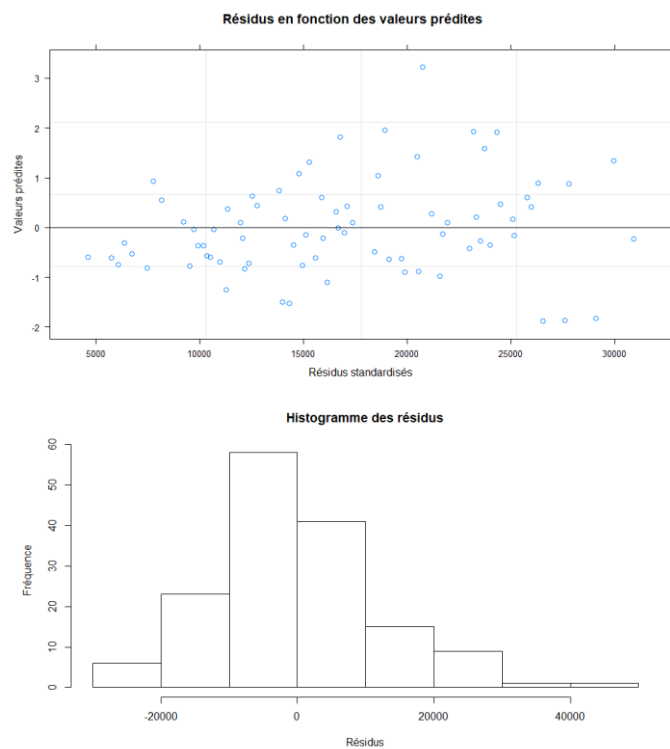 Résidus en fonction des valeurs prédites
3
2
1
0
-1
-2
Valeurs prédites
5000 10000 15000 20000 25000 30000
Résidus standardisés
Histogramme des résidus
60
50
40
30
20
10
0
Fréquence
-20000 0 20000 40000
Résidus